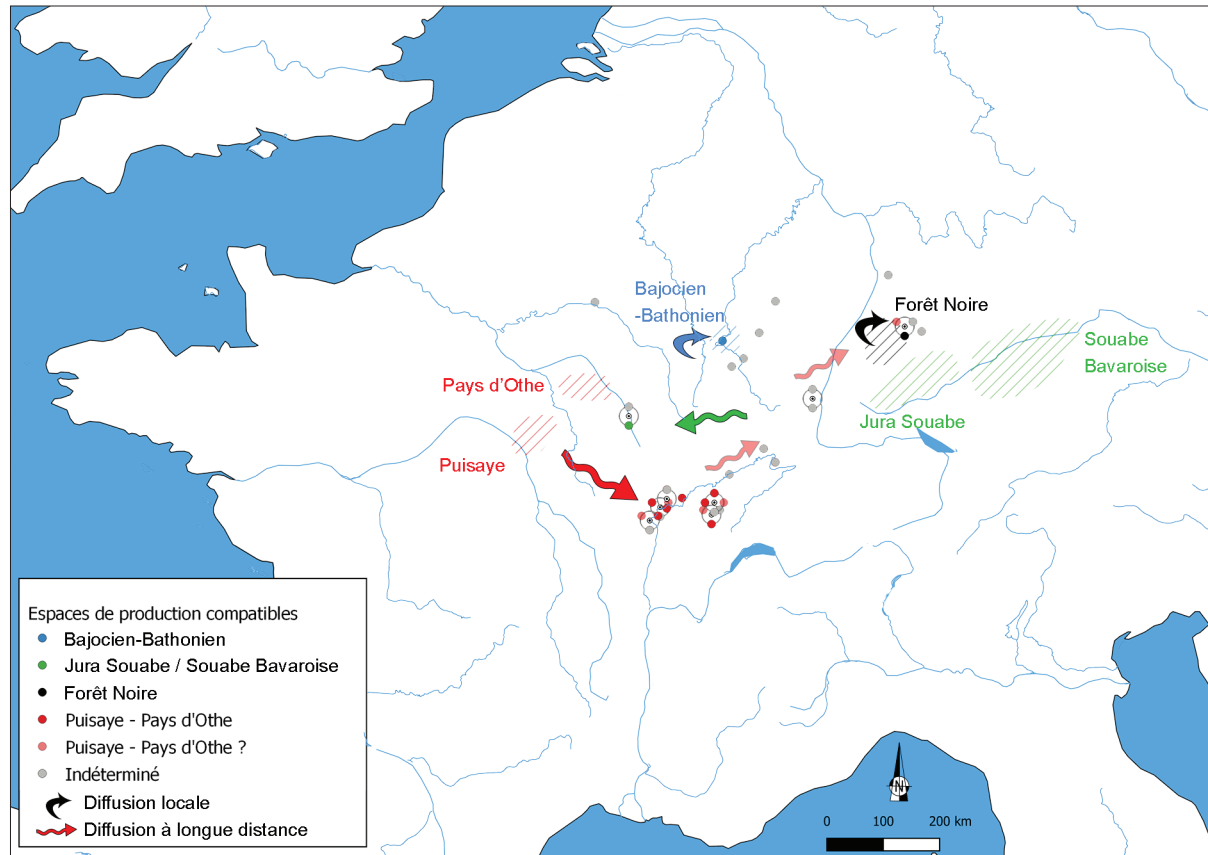 Bajocien
-Bathonien
Forêt Noire
Souabe
Bavaroise
Pays d'Othe
Jura Souabe
Puisaye
Espaces de production compatibles
Bajocien-Bathonien
Jura Souabe / Souabe Bavaroise
Forêt Noire
Puisaye - Pays d'Othe
Puisaye - Pays d'Othe ?
Indéterminé
Diffusion locale
Diffusion à longue distance
N
0 100 200 km